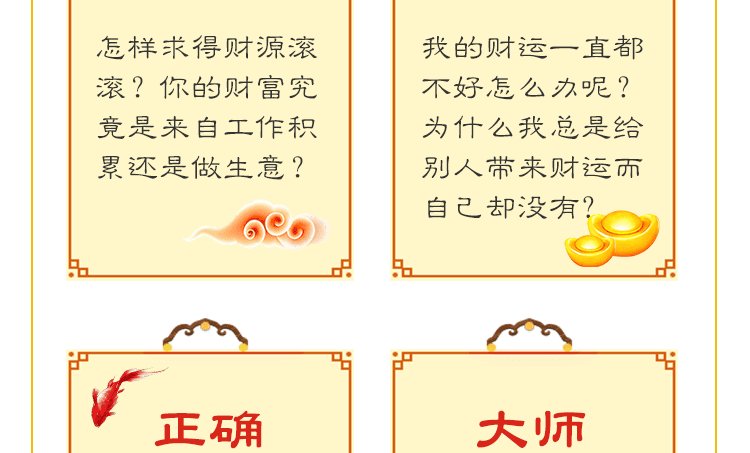 怎样求得财源滚
滚？你的财富究
竟是来自工作积
累还是做生意？
我的财运一直都
不好怎么办呢？
为什么我总是给
别人带来财运而
自己却没有？
正确
大师